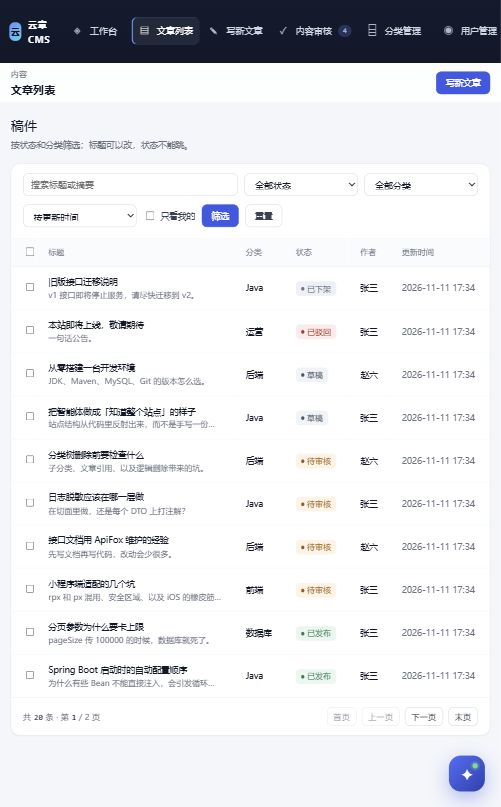 云章 CMS
工作台
文章列表
写新文章
内容审核 4
分类管理
用户管理
内容
文章列表
写新文章
稿件
按状态和分类筛选；标题可以改，状态不能跳。
搜索标题或摘要 全部状态 全部分类
按更新时间 只看我的 筛选 重置
标题 分类 状态 作者 更新时间
旧版接口迁移说明
v1 接口即将停止服务，请尽快迁移到 v2。
Java 已下架 张三 2026-11-11 17:34
本站即将上线，敬请期待
一句话公告。
运营 已驳回 张三 2026-11-11 17:34
从零搭建一台开发环境
JDK、Maven、MySQL、Git 的版本怎么选。
后端 草稿 赵六 2026-11-11 17:34
把智能体做成「知道整个站点」的样子
站点结构从代码里反射出来，而不是手写一份...
Java 草稿 张三 2026-11-11 17:34
分类树删除前要检查什么
子分类、文章引用、以及逻辑删除带来的坑。
后端 待审核 赵六 2026-11-11 17:34
日志脱敏应该在哪一层做
在切面里做，还是每个 DTO 上打注解？
Java 待审核 张三 2026-11-11 17:34
接口文档用 ApiFox 维护的经验
先写文档再写代码，改动会少很多。
后端 待审核 赵六 2026-11-11 17:34
小程序端适配的几个坑
rpx 和 px 混用、安全区域、以及 iOS 的橡皮筋...
前端 待审核 张三 2026-11-11 17:34
分页参数为什么要卡上限
pageSize 传 100000 的时候，数据库就死了。
数据库 已发布 张三 2026-11-11 17:34
Spring Boot 启动时的自动配置顺序
为什么有些 Bean 不能直接注入，会引发循环...
Java 已发布 张三 2026-11-11 17:34
共 20 条 · 第 1 / 2 页
首页 上一页 下一页 末页